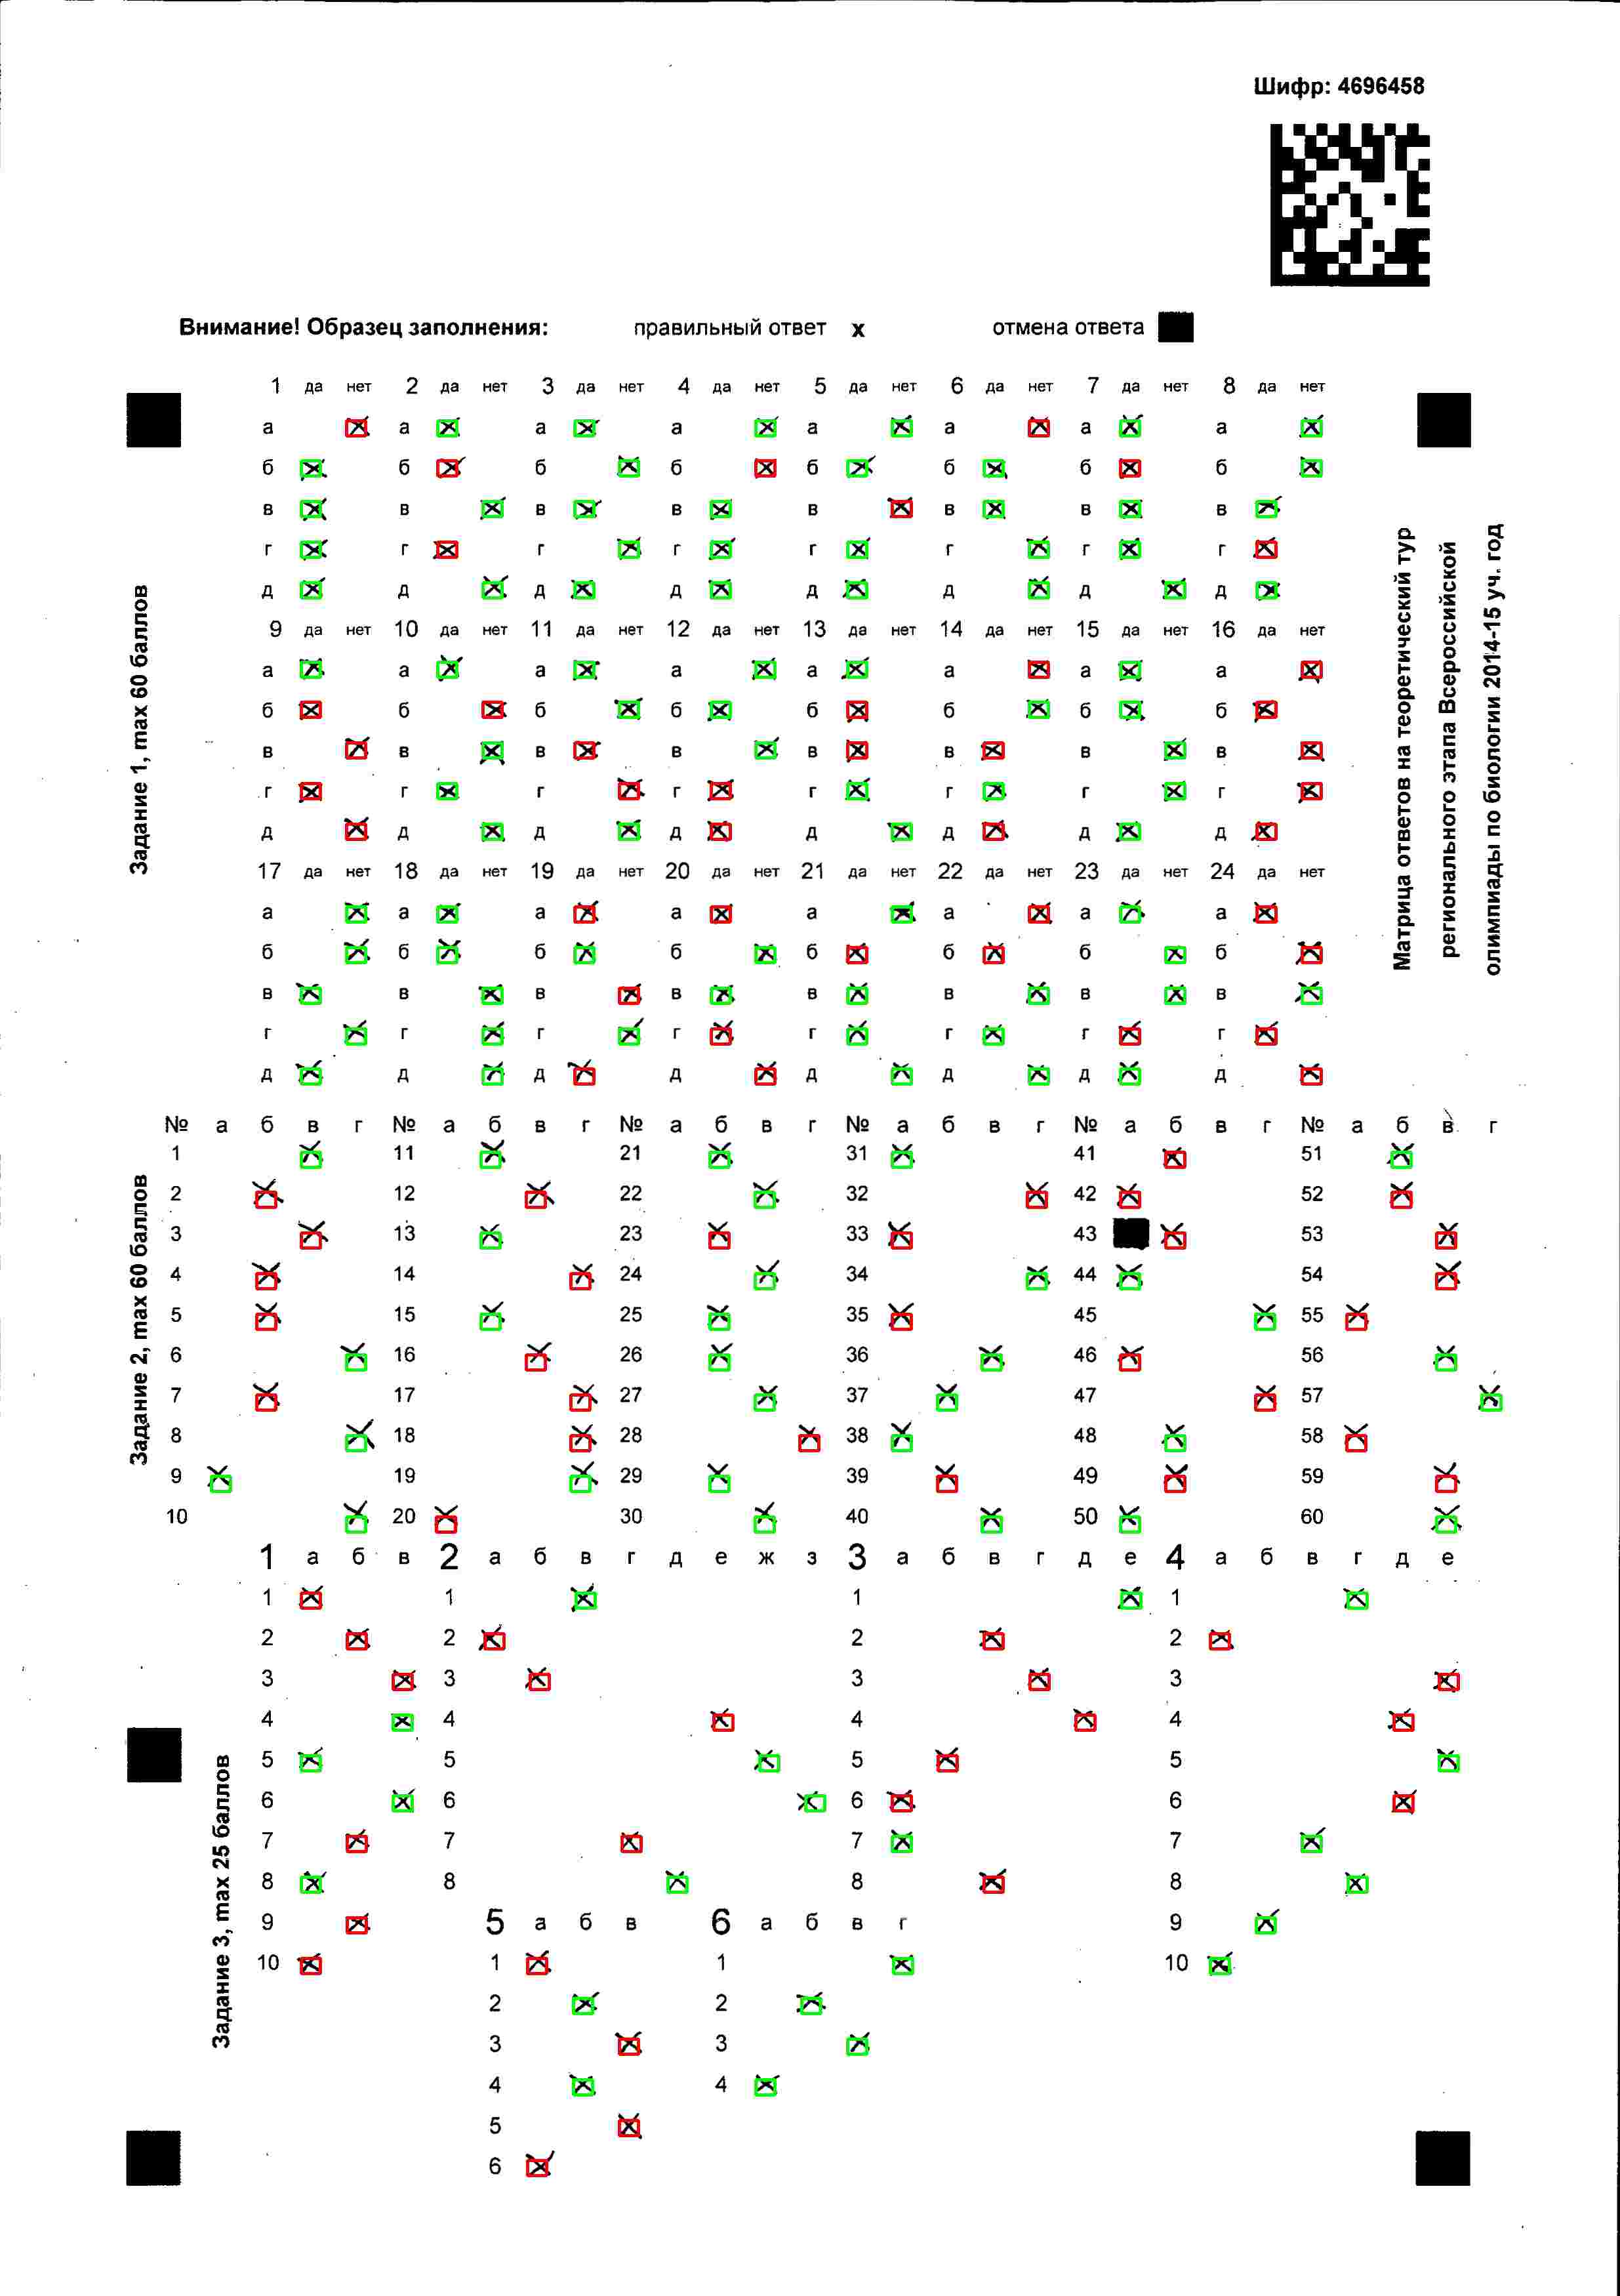 Шифр: 4696458
Внимание! Образец заполнения: правильный ответ х отмена ответа
1 да нет 2 да нет 3 да нет 4 да нет 5 да нет 6 да нет 7 да нет 8 да нет
а а а а а а а а
б б б б б б б б
в в в в в в в в
г г г г г г г г
д д д д д д д д
9 да нет 10 да нет 11 да нет 12 да нет 13 да нет 14 да нет 15 да нет 16 да нет
а а а а а а а а
б б б б б б б б
в в в в в в в в
г г г г г г г г
д д д д д д д д
17 да нет 18 да нет 19 да нет 20 да нет 21 да нет 22 да нет 23 да нет 24 да нет
а а а а а а а а
б б б б б б б б
в в в в в в в в
г г г г г г г г
д д д д д д д д
Задание 1, max 60 баллов
Матрица ответов на теоретический тур
регионального этапа Всероссийской
олимпиады по биологии 2014-15 уч. год
№ а б в г № а б в г № а б в г № а б в г № а б в г № а б в г
1 11 21 31 41 51
2 12 22 32 42 52
3 13 23 33 43 53
4 14 24 34 44 54
5 15 25 35 45 55
6 16 26 36 46 56
7 17 27 37 47 57
8 18 28 38 48 58
9 19 29 39 49 59
10 20 30 40 50 60
Задание 2, max 60 баллов
1 а б в 2 а б в г д е ж з 3 а б в г д е 4 а б в г д е
1 1 1 1
2 2 2 2
3 3 3 3
4 4 4 4
5 5 5 5
6 6 6 6
7 7 7 7
8 8 8 8
9 5 а б в 6 а б в г 9
10 1 1 10
2 2
3 3
4 4
5
6
Задание 3, max 25 баллов